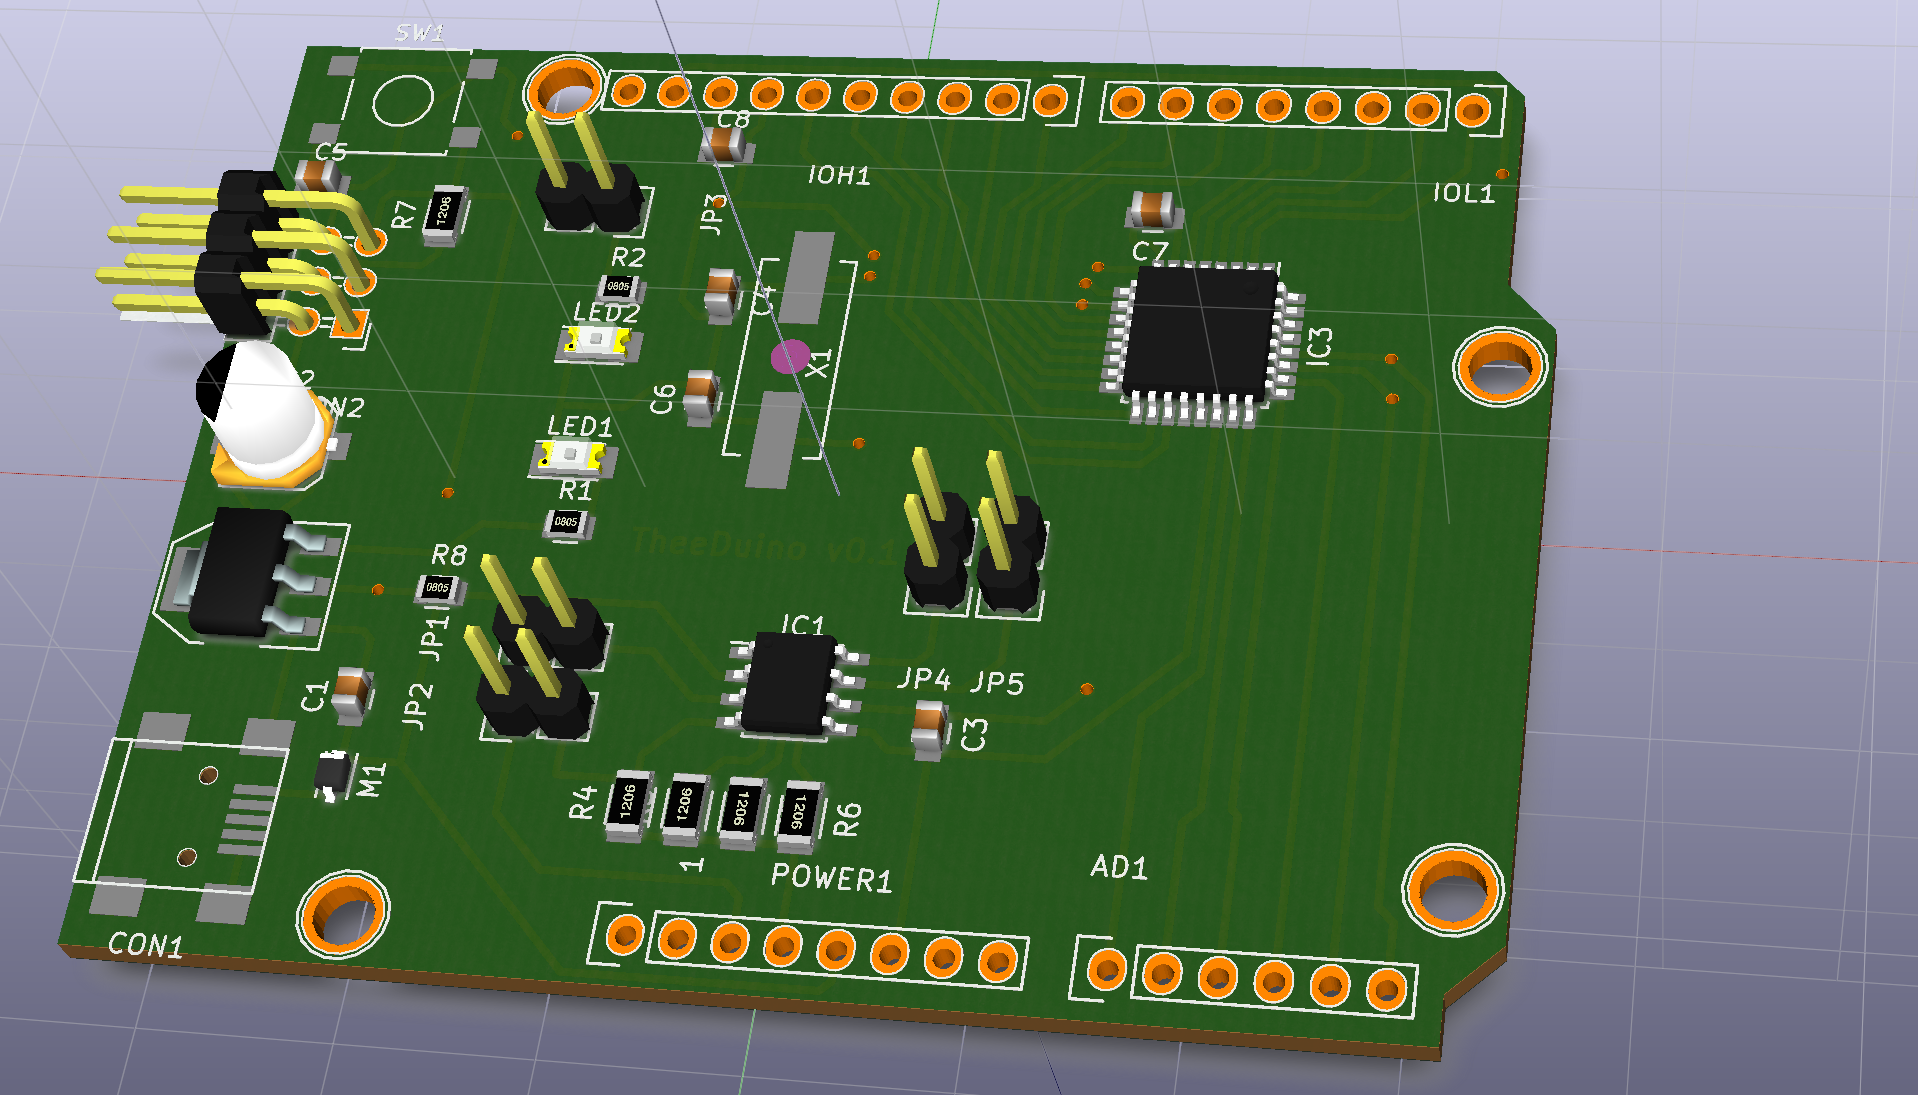 SW1
C8
C5
IOH1
IOL1
R7
1206
JP3
R2
C7
0805
C4
LED2
IC3
X1
C6
N2
LED1
R1
0805
TheeDuino v0.1
R8
0805
JP1
IC1
JP4
JP5
C1
JP2
C3
M1
R4
1206
1206
1206
1206
R6
1
POWER1
AD1
CON1